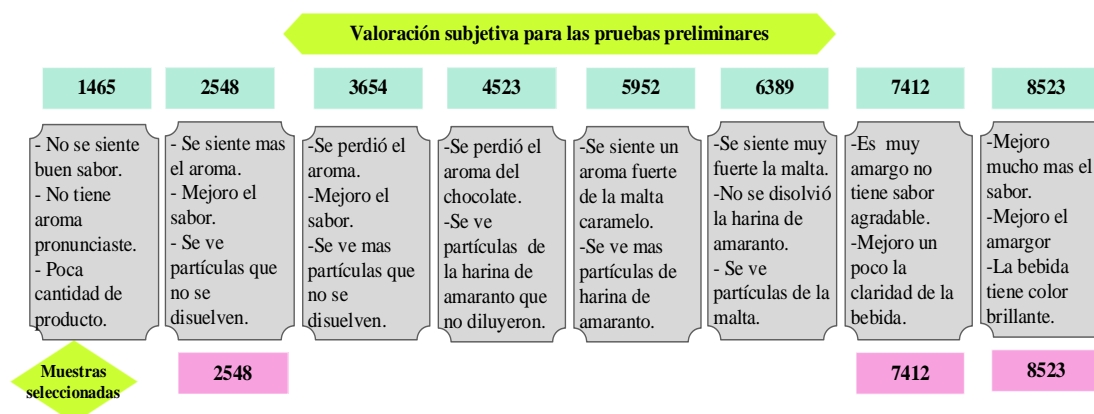 Valoración subjetiva para las pruebas preliminares
1465
2548
3654
4523
5952
6389
7412
8523
- No se siente
buen sabor.
- No tiene
aroma
pronunciaste.
- Poca
cantidad de
producto.
- Se siente mas
el aroma.
- Mejoro el
sabor.
- Se ve
partículas que
no se
disuelven.
-Se perdió el
aroma.
-Mejoro el
sabor.
-Se ve mas
partículas que
no se
disuelven.
-Se perdió el
aroma del
chocolate.
-Se ve
partículas de
la harina de
amaranto que
no diluyeron.
-Se siente un
aroma fuerte
de la malta
caramelo.
-Se ve mas
partículas de
harina de
amaranto.
-Se siente muy
fuerte la malta.
-No se disolvió
la harina de
amaranto.
- Se ve
partículas de la
malta.
-Es muy
amargo no
tiene sabor
agradable.
-Mejoro un
poco la
claridad de la
bebida.
-Mejoro
mucho mas el
sabor.
-Mejoro el
amargor
-La bebida
tiene color
brillante.
Muestras
seleccionadas
2548
7412
8523